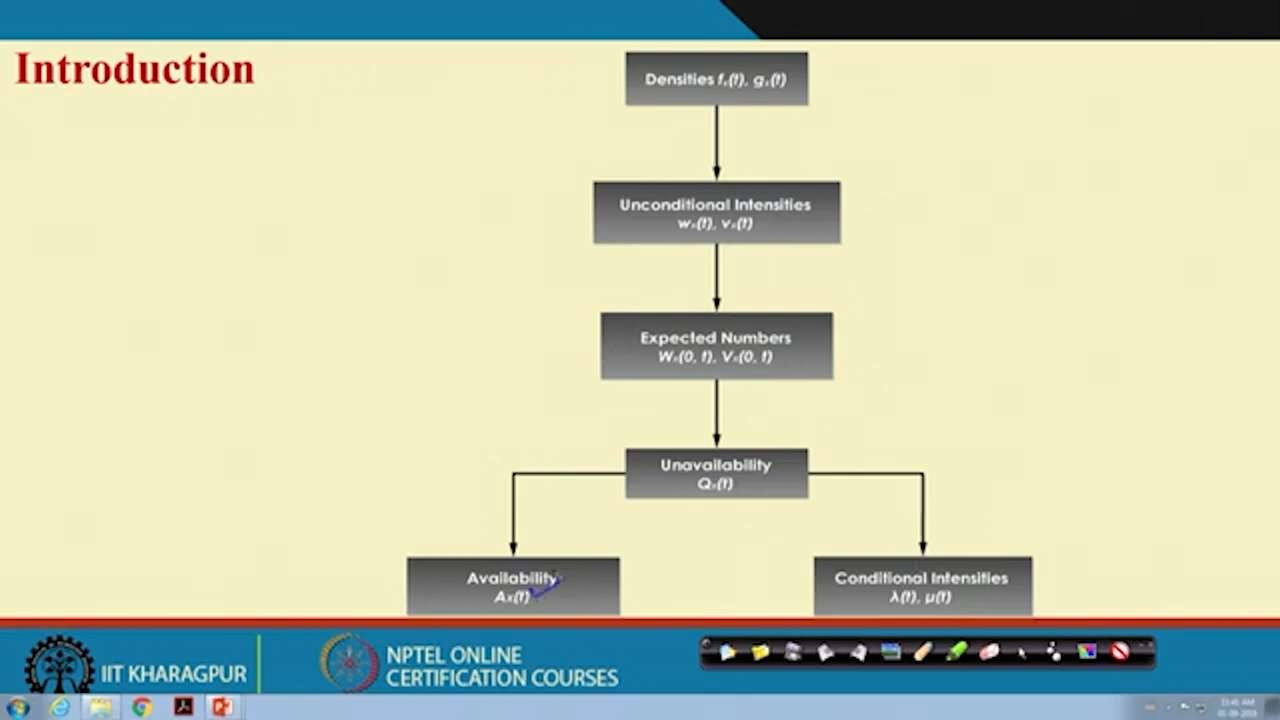 Introduction
Densities fₓ(t), gₓ(t)
Unconditional Intensities
wₓ(t), vₓ(t)
Expected Numbers
Wₓ(0, t), Vₓ(0, t)
Unavailability
Qₓ(t)
Availability
Aₓ(t)
Conditional Intensities
λ(t), μ(t)
IIT KHARAGPUR
NPTEL ONLINE
CERTIFICATION COURSES